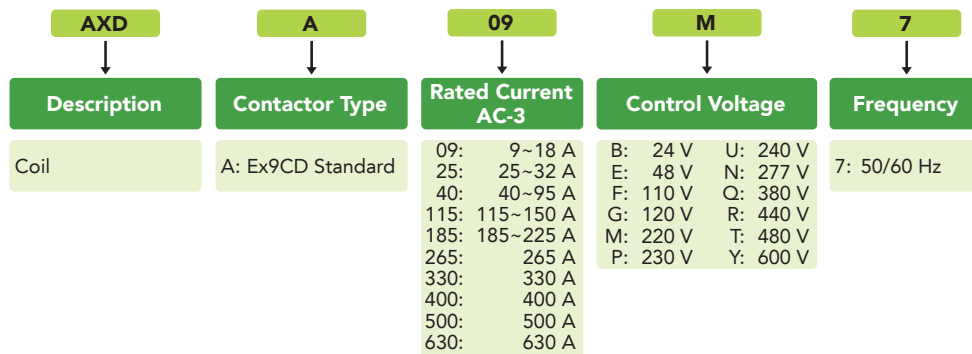 AXD A 09 M 7
Description Contactor Type Rated Current AC-3 Control Voltage Frequency
Coil
A: Ex9CD Standard
09: 9~18 A
25: 25~32 A
40: 40~95 A
115: 115~150 A
185: 185~225 A
265: 265 A
330: 330 A
400: 400 A
500: 500 A
630: 630 A
B: 24 V U: 240 V
E: 48 V N: 277 V
F: 110 V Q: 380 V
G: 120 V R: 440 V
M: 220 V T: 480 V
P: 230 V Y: 600 V
7: 50/60 Hz